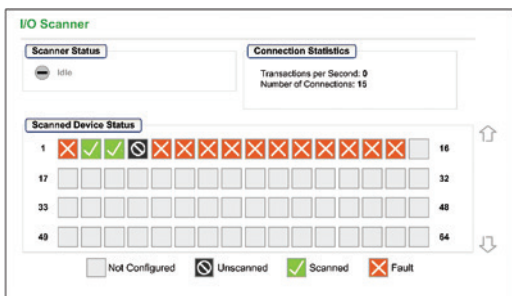 I/O Scanner
Scanner Status
Idle
Connection Statistics
Transactions per Second: 0
Number of Connections: 15
Scanned Device Status
1 16
17 32
33 48
49 64
Not Configured Unscanned Scanned Fault